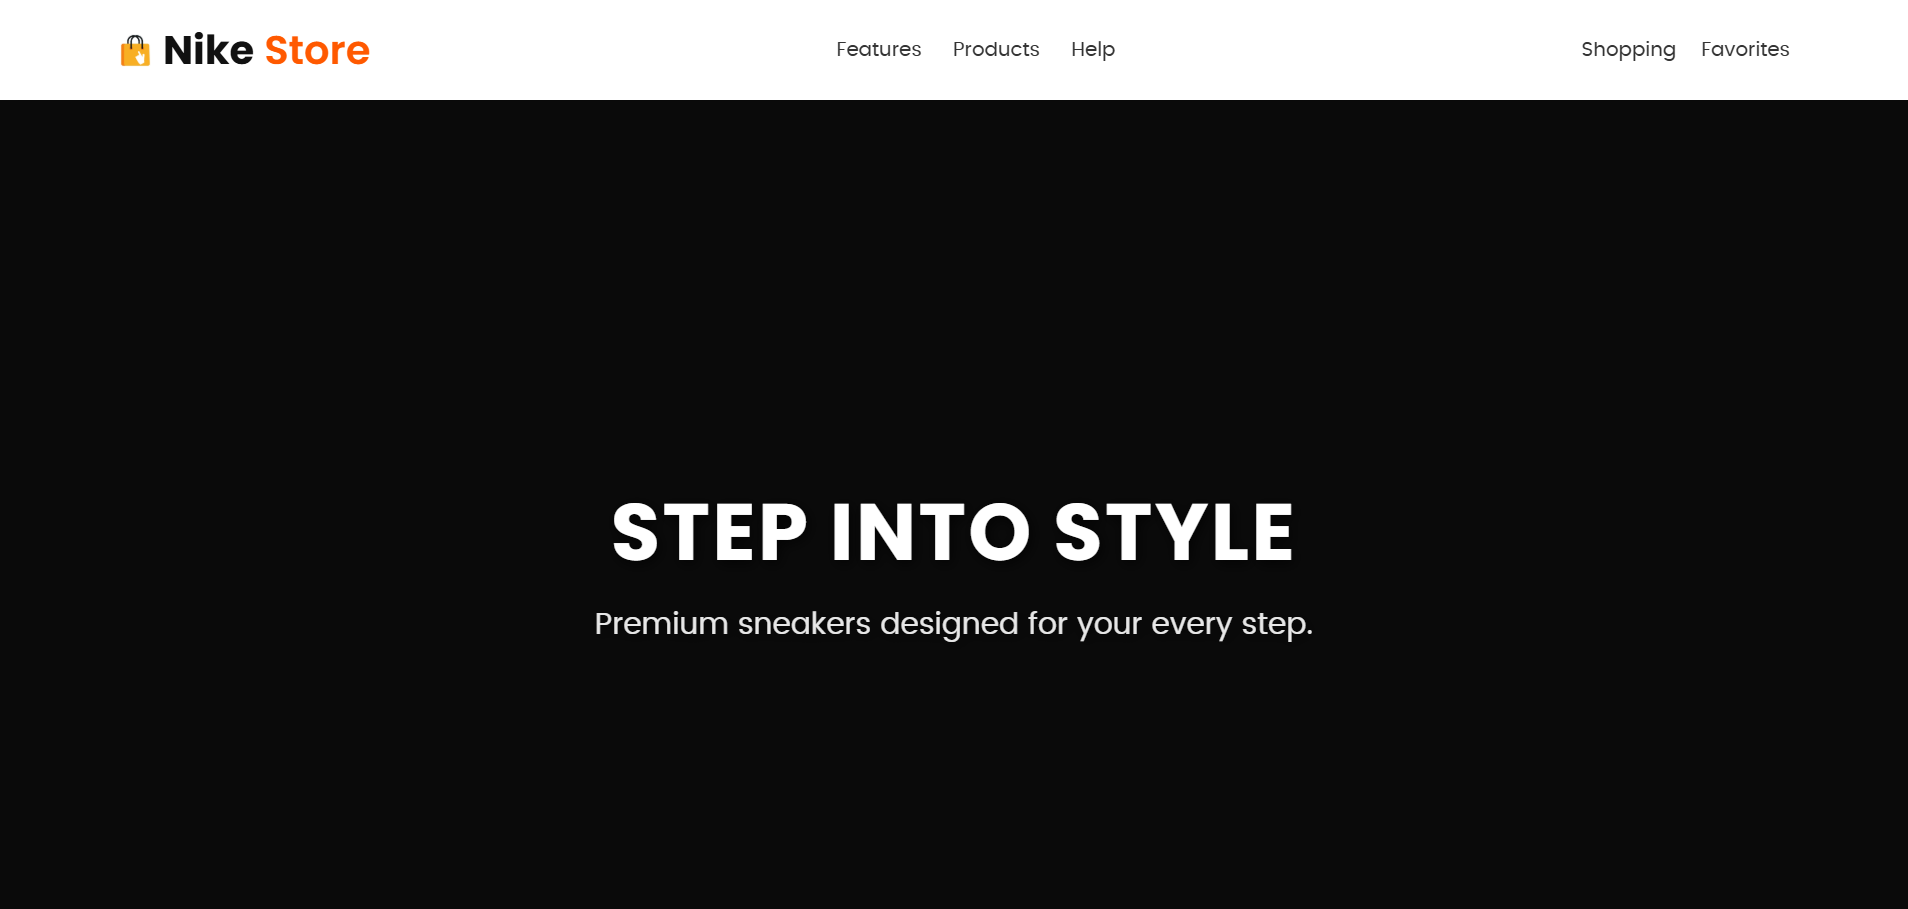 Nike Store
Features Products Help
Shopping Favorites
STEP INTO STYLE
Premium sneakers designed for your every step.